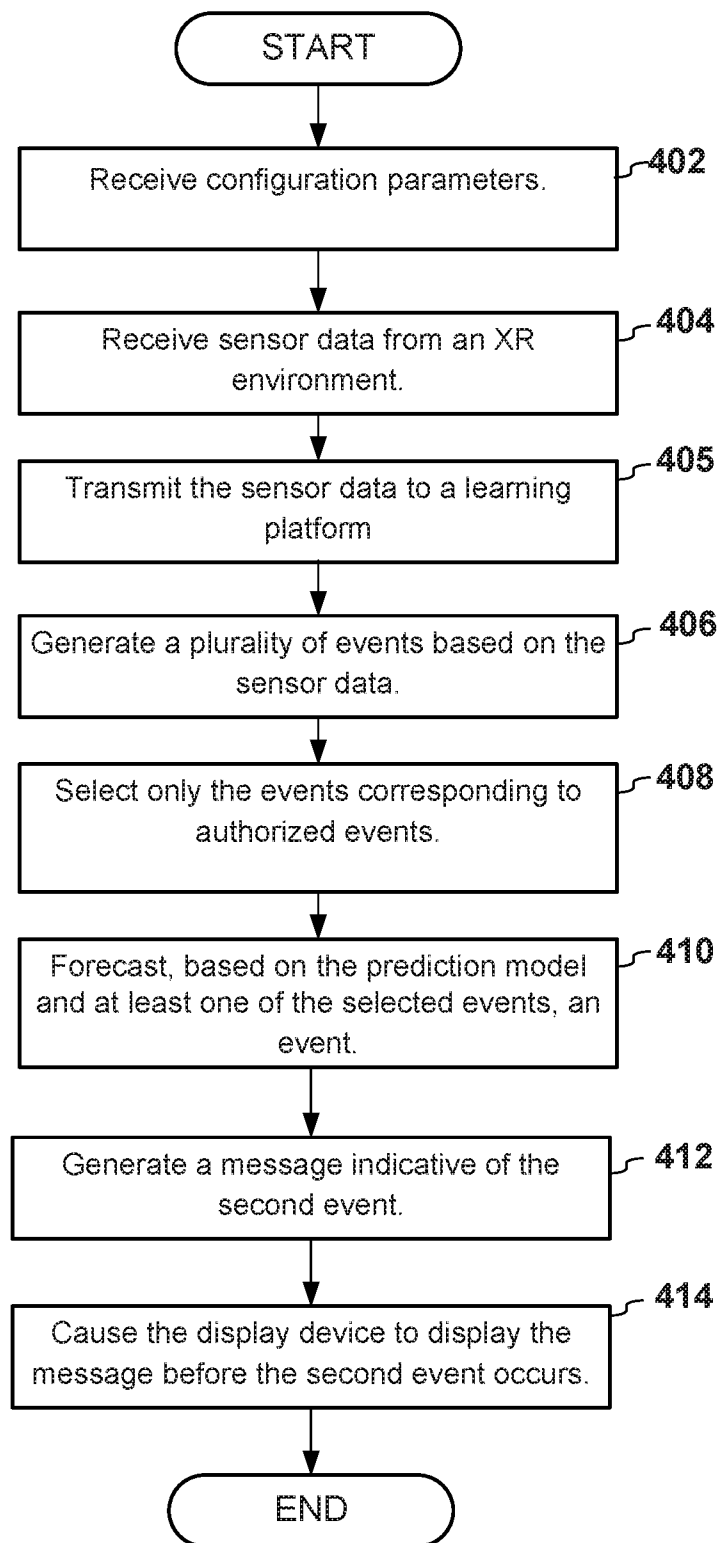 START
402
Receive configuration parameters.
404
Receive sensor data from an XR
environment.
405
Transmit the sensor data to a learning
platform
406
Generate a plurality of events based on the
sensor data.
408
Select only the events corresponding to
authorized events.
410
Forecast, based on the prediction model
and at least one of the selected events, an
event.
412
Generate a message indicative of the
second event.
414
Cause the display device to display the
message before the second event occurs.
END